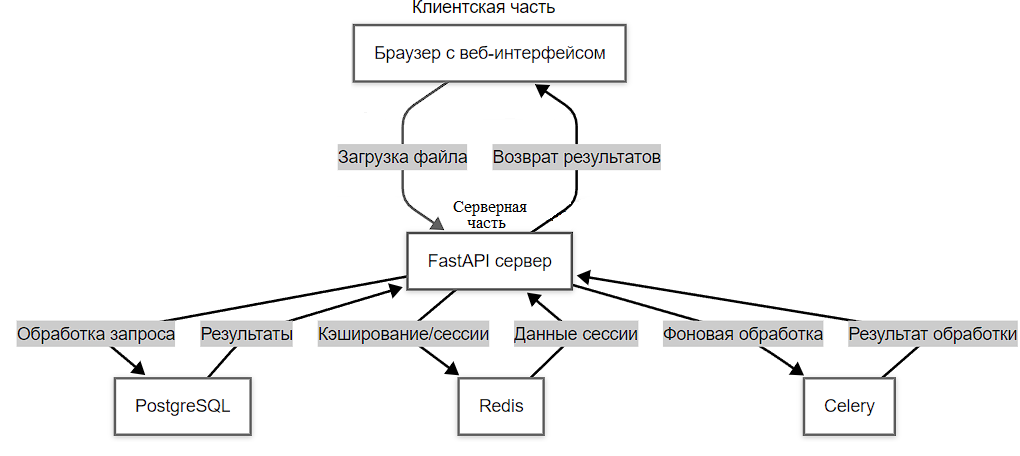 Клиентская часть
Браузер с веб-интерфейсом
Загрузка файла
Возврат результатов
Серверная
часть
FastAPI сервер
Обработка запроса
Результаты
Кэширование/сессии
Данные сессии
Фоновая обработка
Результат обработки
PostgreSQL
Redis
Celery